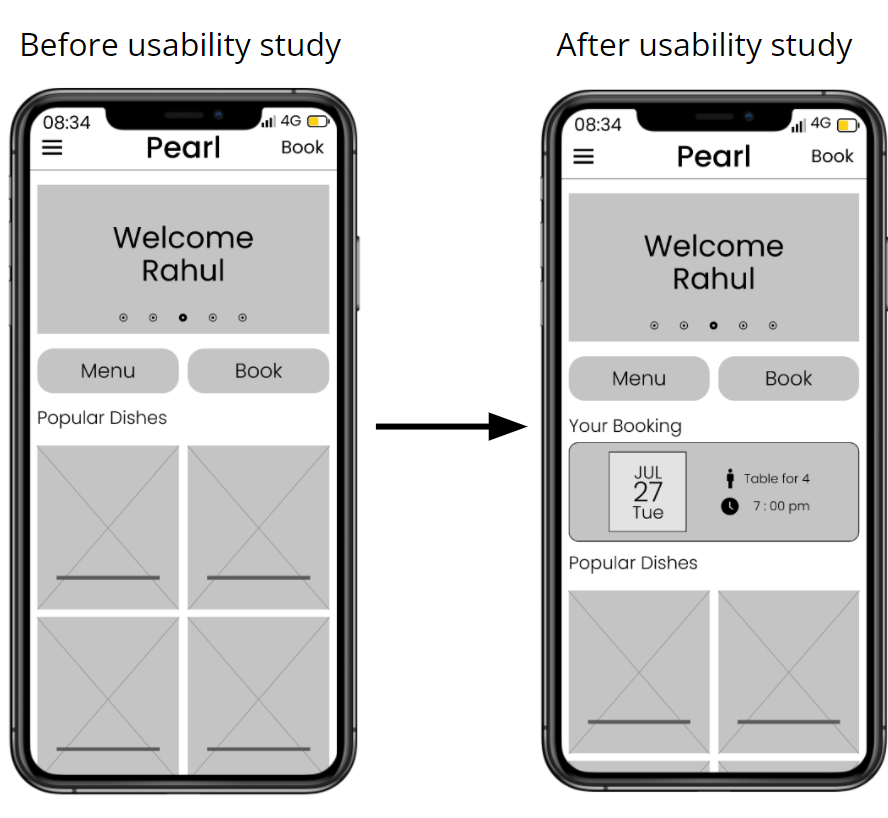 Before usability study
After usability study
08:34
4G
Pearl
Book
Welcome
Rahul
Menu
Book
Popular Dishes
08:34
4G
Pearl
Book
Welcome
Rahul
Menu
Book
Your Booking
JUL
27
Tue
Table for 4
7 : 00 pm
Popular Dishes